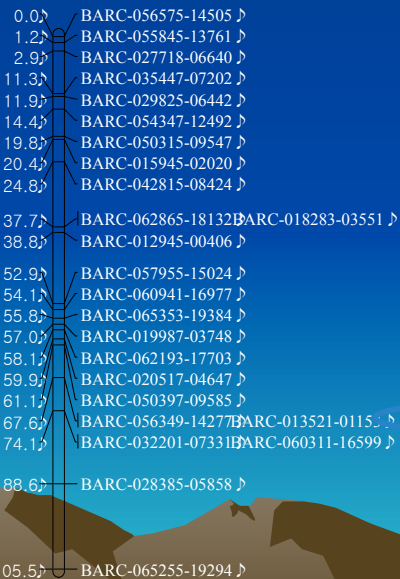 0.0♪ BARC-056575-14505♪
1.2♪ BARC-055845-13761♪
2.9♪ BARC-027718-06640♪
11.3♪ BARC-035447-07202♪
11.9♪ BARC-029825-06442♪
14.4♪ BARC-054347-12492♪
19.8♪ BARC-050315-09547♪
20.4♪ BARC-015945-02020♪
24.8♪ BARC-042815-08424♪
37.7♪ BARC-062865-18132♪BARC-018283-03551♪
38.8♪ BARC-012945-00406♪
52.9♪ BARC-057955-15024♪
54.1♪ BARC-060941-16977♪
55.8♪ BARC-065353-19384♪
57.0♪ BARC-019987-03748♪
58.1♪ BARC-062193-17703♪
59.9♪ BARC-020517-04647♪
61.1♪ BARC-050397-09585♪
67.6♪ BARC-056349-14277♪
74.1♪ BARC-032201-07331♪BARC-060311-16599♪
88.6♪ BARC-028385-05858♪
05.5♪ BARC-065255-19294♪